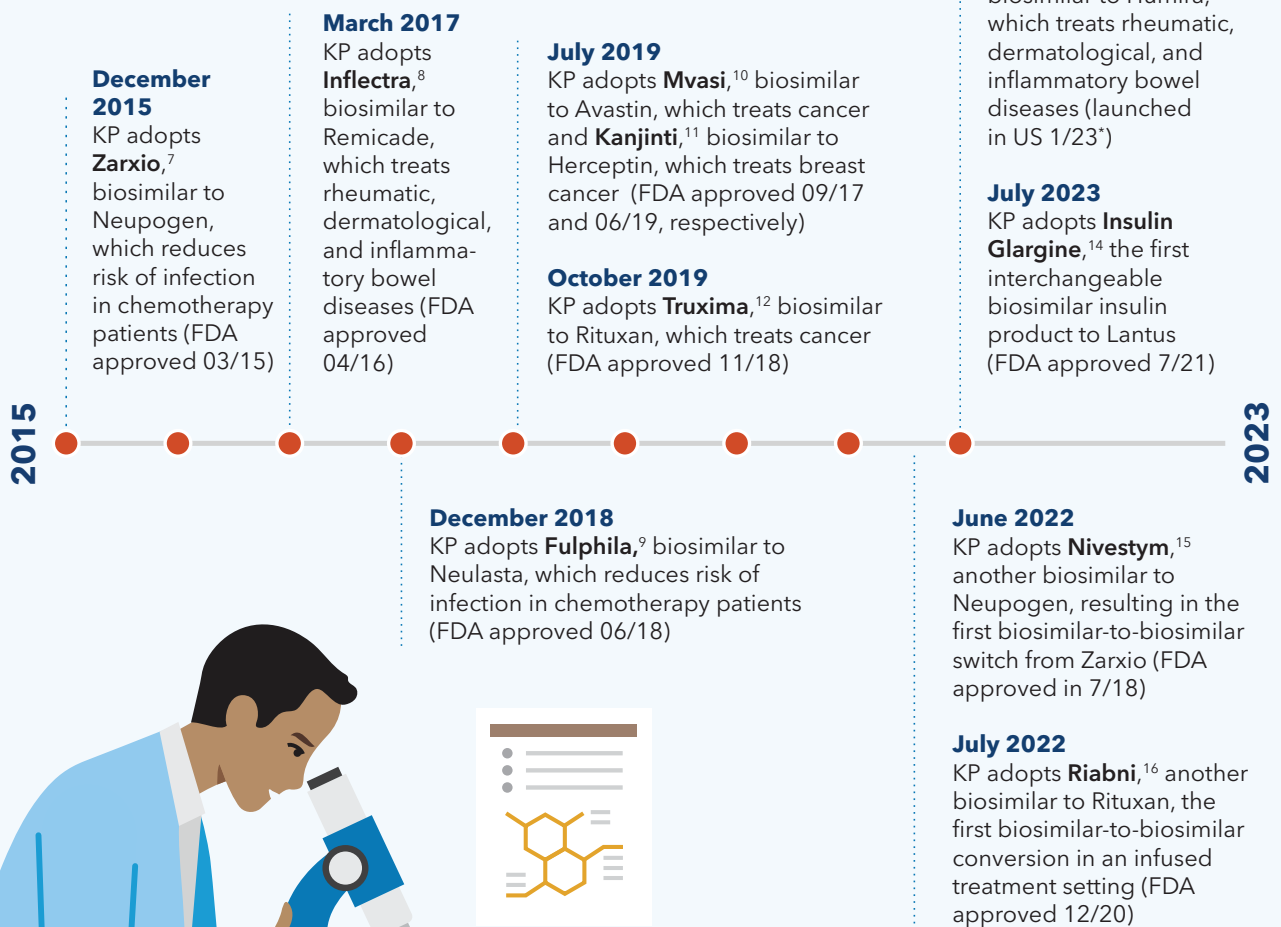 December
2015
KP adopts
Zarxio,7
biosimilar to
Neupogen,
which reduces
risk of infection
in chemotherapy
patients (FDA
approved 03/15)
March 2017
KP adopts
Inflectra,8
biosimilar to
Remicade,
which treats
rheumatic,
dermatological,
and inflamma-
tory bowel
diseases (FDA
approved
04/16)
July 2019
KP adopts Mvasi,10 biosimilar
to Avastin, which treats cancer
and Kanjinti,11 biosimilar to
Herceptin, which treats breast
cancer (FDA approved 09/17
and 06/19, respectively)
October 2019
KP adopts Truxima,12 biosimilar
to Rituxan, which treats cancer
(FDA approved 11/18)
biosimilar to Humira,
which treats rheumatic,
dermatological, and
inflammatory bowel
diseases (launched
in US 1/23*)
July 2023
KP adopts Insulin
Glargine,14 the first
interchangeable
biosimilar insulin
product to Lantus
(FDA approved 7/21)
2015
2023
December 2018
KP adopts Fulphila,9 biosimilar to
Neulasta, which reduces risk of
infection in chemotherapy patients
(FDA approved 06/18)
June 2022
KP adopts Nivestym,15
another biosimilar to
Neupogen, resulting in the
first biosimilar-to-biosimilar
switch from Zarxio (FDA
approved in 7/18)
July 2022
KP adopts Riabni,16 another
biosimilar to Rituxan, the
first biosimilar-to-biosimilar
conversion in an infused
treatment setting (FDA
approved 12/20)